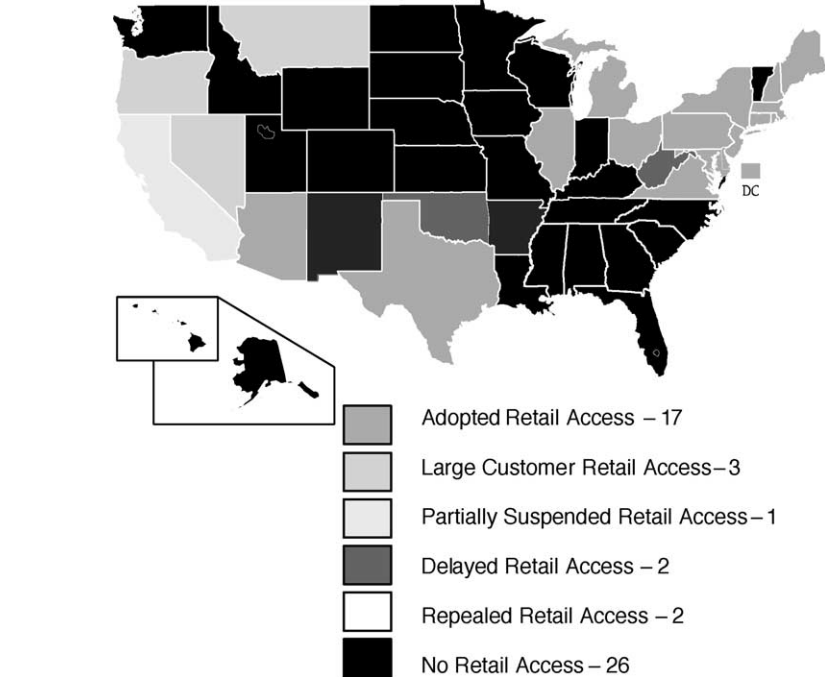 DC
Adopted Retail Access – 17
Large Customer Retail Access – 3
Partially Suspended Retail Access – 1
Delayed Retail Access – 2
Repealed Retail Access – 2
No Retail Access – 26